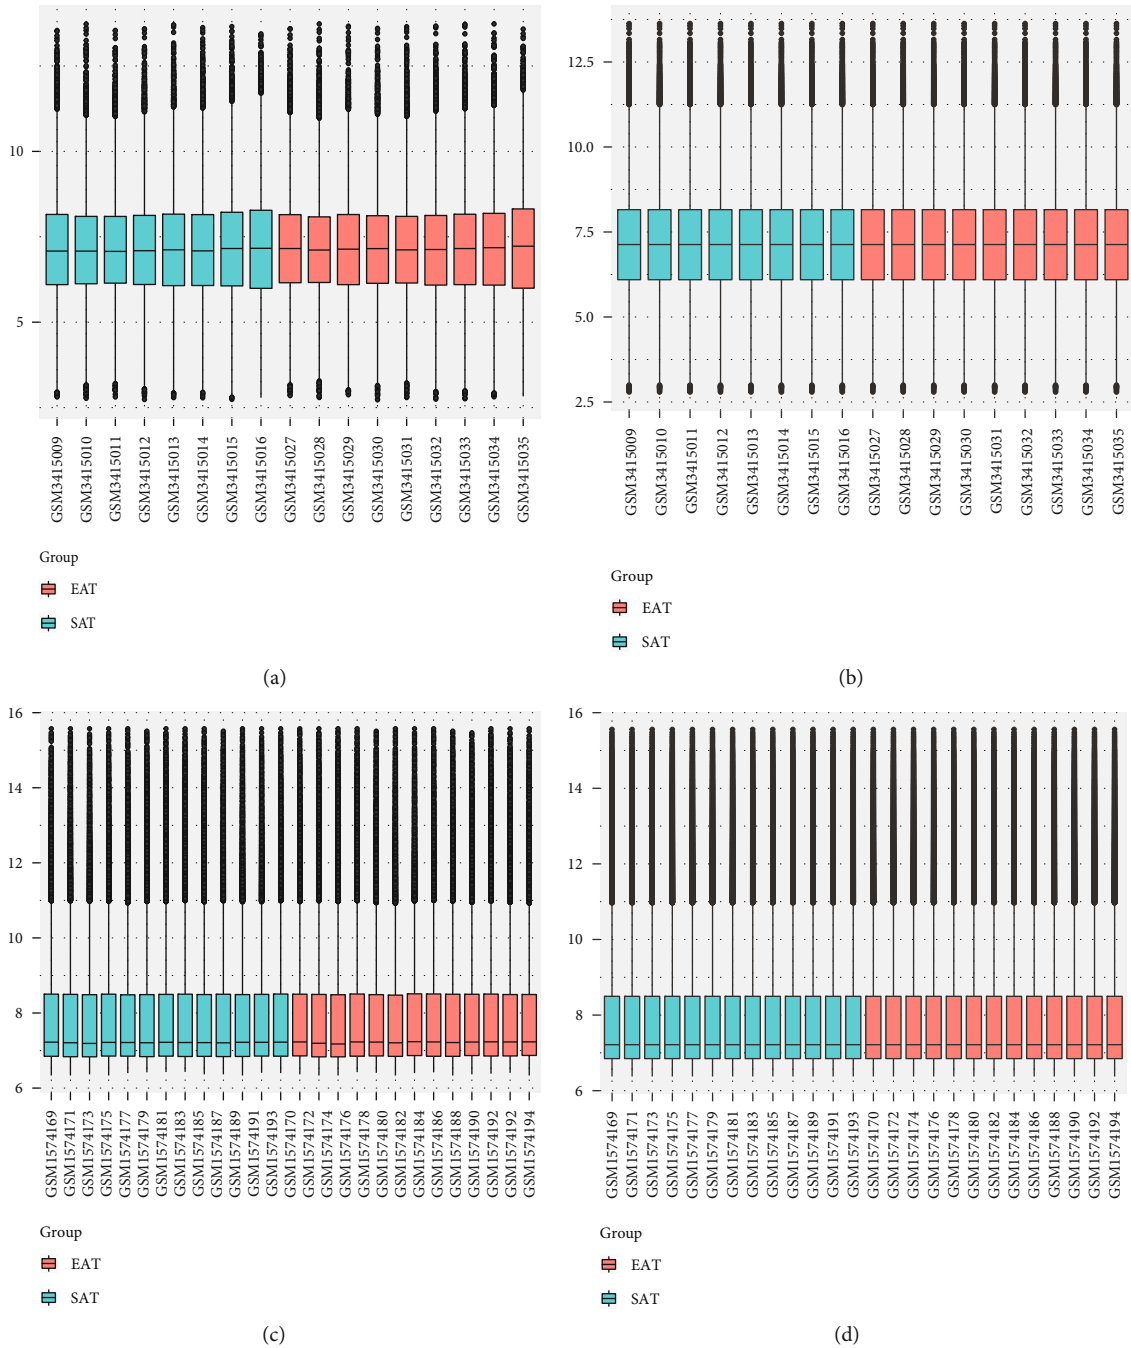 10
5
GSM3415009
GSM3415010
GSM3415011
GSM3415012
GSM3415013
GSM3415014
GSM3415015
GSM3415016
GSM3415027
GSM3415028
GSM3415029
GSM3415030
GSM3415031
GSM3415032
GSM3415033
GSM3415034
GSM3415035
Group
EAT
SAT
(a)
12.5
10.0
7.5
5.0
2.5
GSM3415009
GSM3415010
GSM3415011
GSM3415012
GSM3415013
GSM3415014
GSM3415015
GSM3415016
GSM3415027
GSM3415028
GSM3415029
GSM3415030
GSM3415031
GSM3415032
GSM3415033
GSM3415034
GSM3415035
Group
EAT
SAT
(b)
16
14
12
10
8
6
GSM1574169
GSM1574171
GSM1574173
GSM1574175
GSM1574177
GSM1574179
GSM1574181
GSM1574183
GSM1574185
GSM1574187
GSM1574189
GSM1574191
GSM1574193
GSM1574170
GSM1574172
GSM1574174
GSM1574176
GSM1574178
GSM1574180
GSM1574182
GSM1574184
GSM1574186
GSM1574188
GSM1574190
GSM1574192
GSM1574192
GSM1574194
Group
EAT
SAT
(c)
16
14
12
10
8
6
GSM1574169
GSM1574171
GSM1574173
GSM1574175
GSM1574177
GSM1574179
GSM1574181
GSM1574183
GSM1574185
GSM1574187
GSM1574189
GSM1574191
GSM1574193
GSM1574170
GSM1574172
GSM1574174
GSM1574176
GSM1574178
GSM1574180
GSM1574182
GSM1574184
GSM1574186
GSM1574188
GSM1574190
GSM1574192
GSM1574194
Group
EAT
SAT
(d)